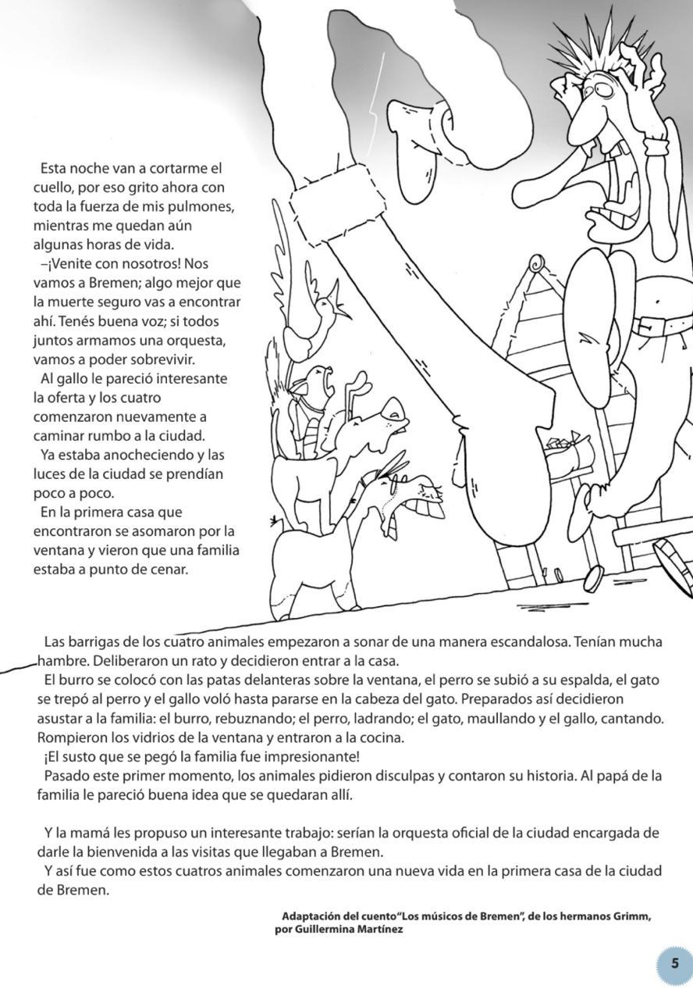 Esta noche van a cortarme el
cuello, por eso grito ahora con
toda la fuerza de mis pulmones,
mientras me quedan aún
algunas horas de vida.
–¡Venite con nosotros! Nos
vamos a Bremen; algo mejor que
la muerte seguro vas a encontrar
ahí. Tenés buena voz; si todos
juntos armamos una orquesta,
vamos a poder sobrevivir.
Al gallo le pareció interesante
la oferta y los cuatro
comenzaron nuevamente a
caminar rumbo a la ciudad.
Ya estaba anocheciendo y las
luces de la ciudad se prendían
poco a poco.
En la primera casa que
encontraron se asomaron por la
ventana y vieron que una familia
estaba a punto de cenar.
Las barrigas de los cuatro animales empezaron a sonar de una manera escandalosa. Tenían mucha
hambre. Deliberaron un rato y decidieron entrar a la casa.
El burro se colocó con las patas delanteras sobre la ventana, el perro se subió a su espalda, el gato
se trepó al perro y el gallo voló hasta pararse en la cabeza del gato. Preparados así decidieron
asustar a la familia: el burro, rebuznando; el perro, ladrando; el gato, maullando y el gallo, cantando.
Rompieron los vidrios de la ventana y entraron a la cocina.
¡El susto que se pegó la familia fue impresionante!
Pasado este primer momento, los animales pidieron disculpas y contaron su historia. Al papá de la
familia le pareció buena idea que se quedaran allí.
Y la mamá les propuso un interesante trabajo: serían la orquesta oficial de la ciudad encargada de
darle la bienvenida a las visitas que llegaban a Bremen.
Y así fue como estos cuatros animales comenzaron una nueva vida en la primera casa de la ciudad
de Bremen.
Adaptación del cuento“Los músicos de Bremen”, de los hermanos Grimm,
por Guillermina Martínez
5